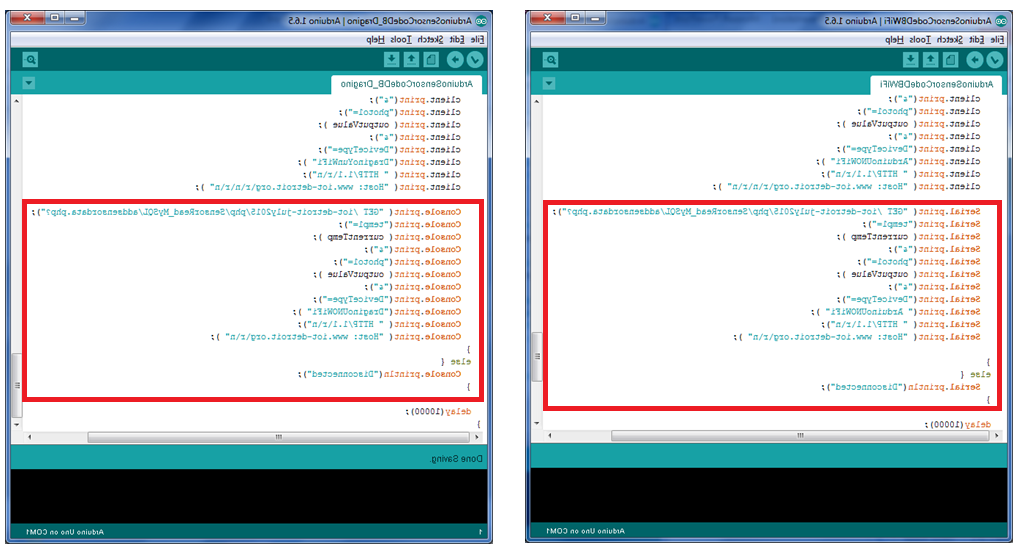 ArduinoSensorCodeDBWiFi | Arduino 1.6.5
File Edit Sketch Tools Help
ArduinoSensorCodeDBWiFi
client.print("&");
client.print("photo1=");
client.print( outputValue );
client.print("&");
client.print("DeviceType=");
client.print("ArduinoUNOWiFi" );
client.print( " HTTP/1.1\r\n");
client.print( "Host: www.iot-detroit.org\r\n\r\n" );
Serial.print( "GET /iot-detroit-july2015/php/SensorRead_MySQL/addsensordata.php?");
Serial.print("temp1=");
Serial.print( currentTemp );
Serial.print("&");
Serial.print("photo1=");
Serial.print( outputValue );
Serial.print("&");
Serial.print("DeviceType=");
Serial.print(" ArduinoUNOWiFi" );
Serial.print( " HTTP/1.1\r\n");
Serial.print( "Host: www.iot-detroit.org\r\n\r\n" );
}
else {
Serial.println("Disconnected");
}
delay(10000);
Arduino Uno on COM1
ArduinoSensorCodeDB_Dragino | Arduino 1.6.5
File Edit Sketch Tools Help
ArduinoSensorCodeDB_Dragino
client.print("&");
client.print("photo1=");
client.print( outputValue );
client.print("&");
client.print("DeviceType=");
client.print("DraginoYunWiFi" );
client.print( " HTTP/1.1\r\n");
client.print( "Host: www.iot-detroit.org\r\n\r\n" );
Console.print( "GET /iot-detroit-july2015/php/SensorRead_MySQL/addsensordata.php?");
Console.print("temp1=");
Console.print( currentTemp );
Console.print("&");
Console.print("photo1=");
Console.print( outputValue );
Console.print("&");
Console.print("DeviceType=");
Console.print("DraginoUNOWiFi" );
Console.print( " HTTP/1.1\r\n");
Console.print( "Host: www.iot-detroit.org\r\n\r\n" );
}
else {
Console.println("Disconnected");
}
delay(10000);
}
Done Saving.
1
Arduino Uno on COM1